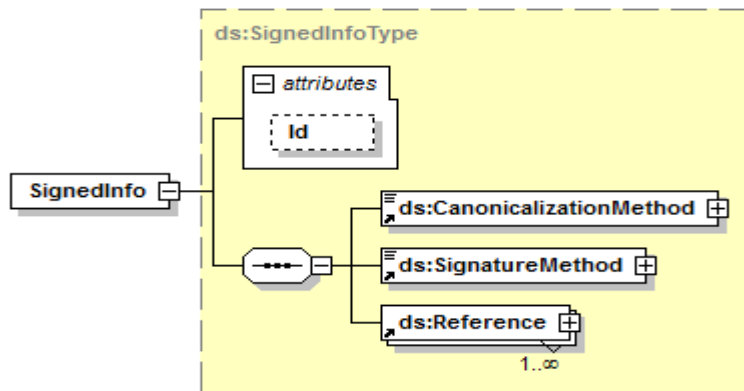 ds:SignedInfoType
attributes
Id
SignedInfo
ds:CanonicalizationMethod
ds:SignatureMethod
ds:Reference
1..∞